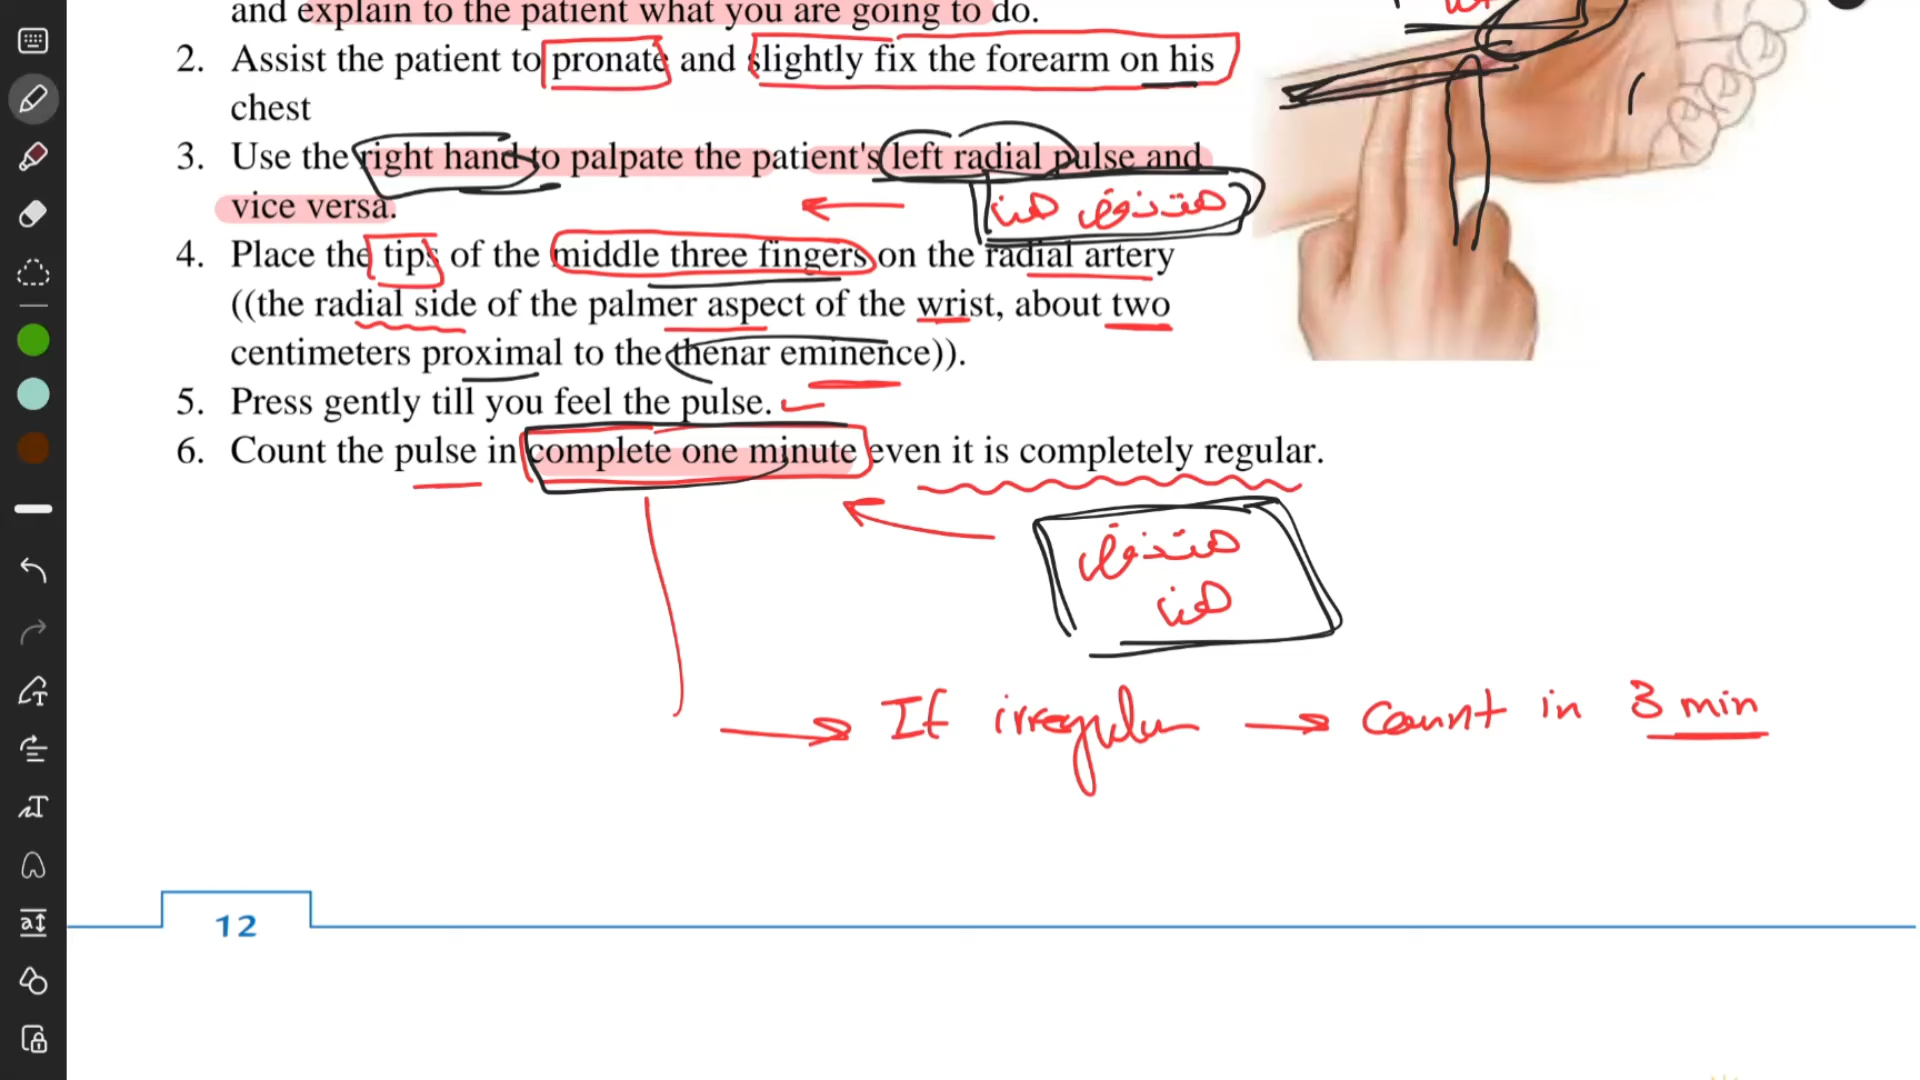 and explain to the patient what you are going to do.
2. Assist the patient to pronate and slightly fix the forearm on his
chest
3. Use the right hand to palpate the patient's left radial pulse and
vice versa.
هتدوق هنا
4. Place the tips of the middle three fingers on the radial artery
((the radial side of the palmer aspect of the wrist, about two
centimeters proximal to the thenar eminence)).
5. Press gently till you feel the pulse.
6. Count the pulse in complete one minute even it is completely regular.
If irregular → count in 3 min
12